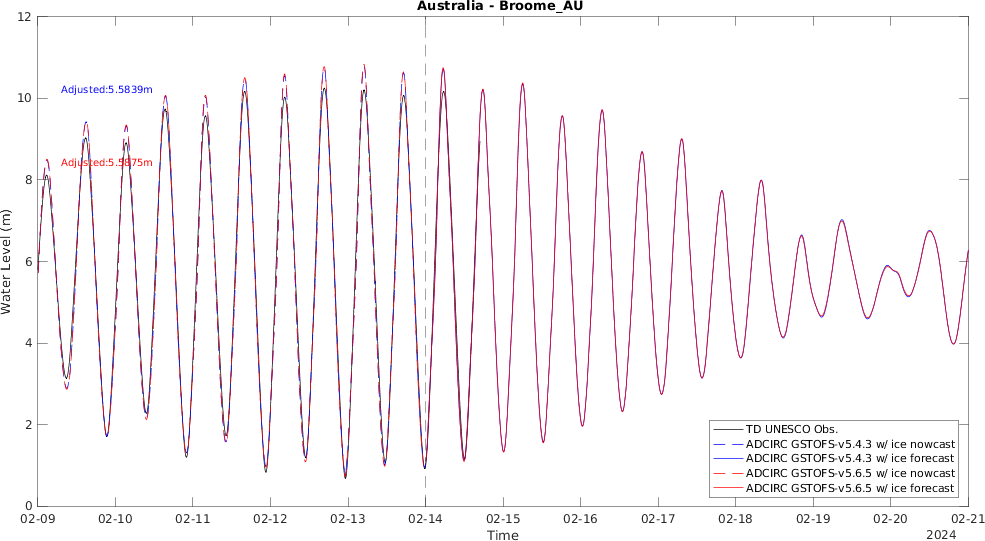 Australia - Broome_AU
12
10
8
6
4
2
0
Water Level (m)
Adjusted:5.5839m
Adjusted:5.5875m
TD UNESCO Obs.
ADCIRC GSTOFS-v5.4.3 w/ ice nowcast
ADCIRC GSTOFS-v5.4.3 w/ ice forecast
ADCIRC GSTOFS-v5.6.5 w/ ice nowcast
ADCIRC GSTOFS-v5.6.5 w/ ice forecast
02-09 02-10 02-11 02-12 02-13 02-14 02-15 02-16 02-17 02-18 02-19 02-20 02-21
Time
2024